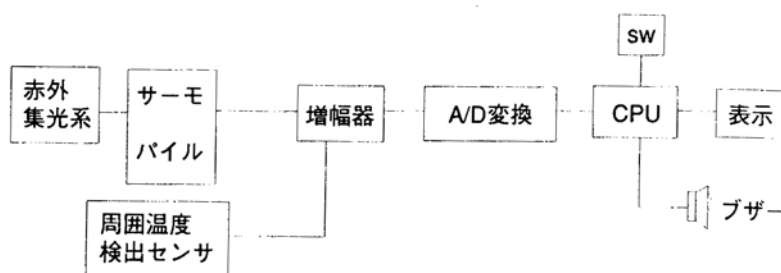 SW
赤外
集光系
サーモ
パイル
増幅器
A/D変換
CPU
表示
周囲温度
検出センサ
ブザー